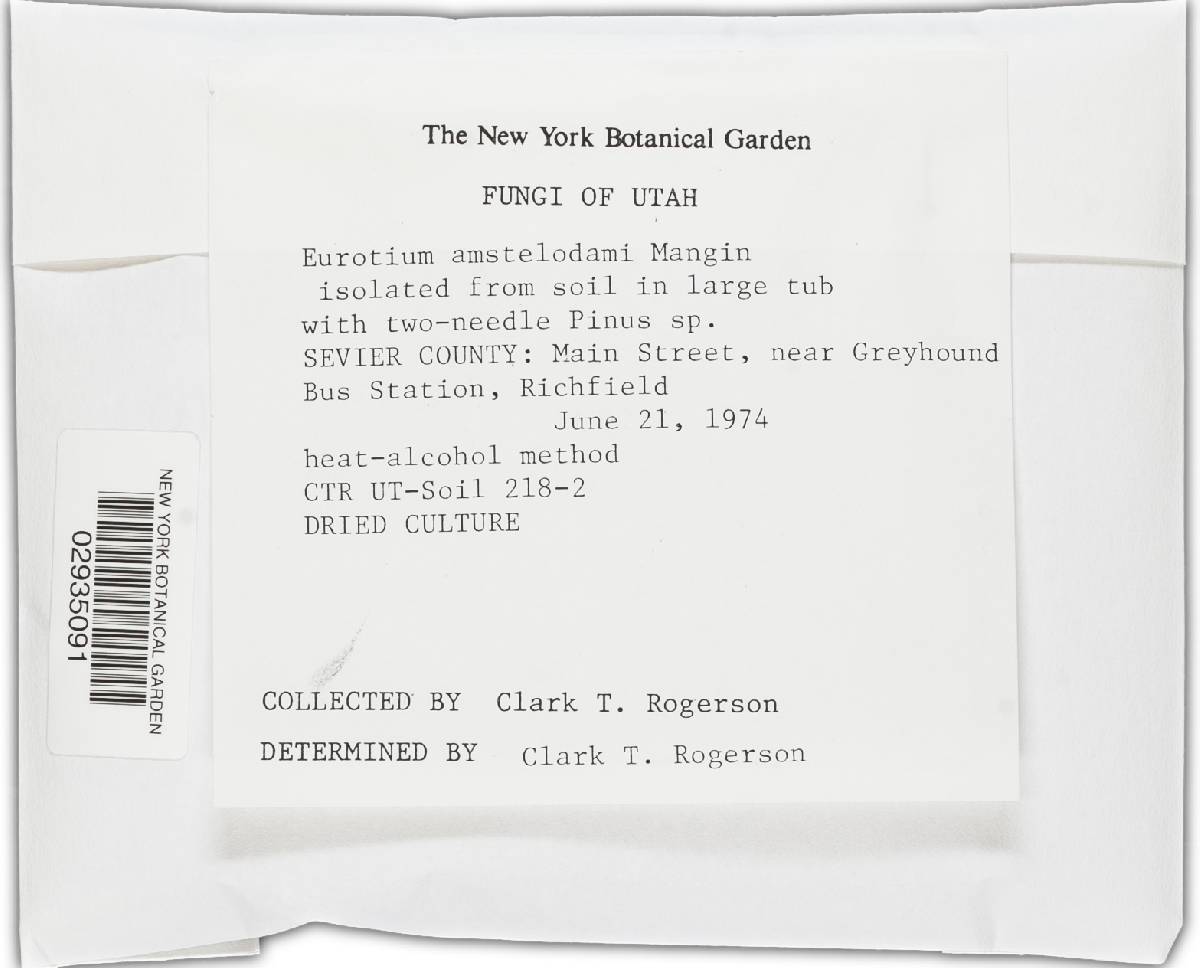 The New York Botanical Garden
FUNGI OF UTAH
Eurotium amstelodami Mangin
isolated from soil in large tub
with two-needle Pinus sp.
SEVIER COUNTY: Main Street, near Greyhound
Bus Station, Richfield
June 21, 1974
heat-alcohol method
CTR UT-Soil 218-2
DRIED CULTURE
COLLECTED BY Clark T. Rogerson
DETERMINED BY Clark T. Rogerson
NEW YORK BOTANICAL GARDEN
02935091